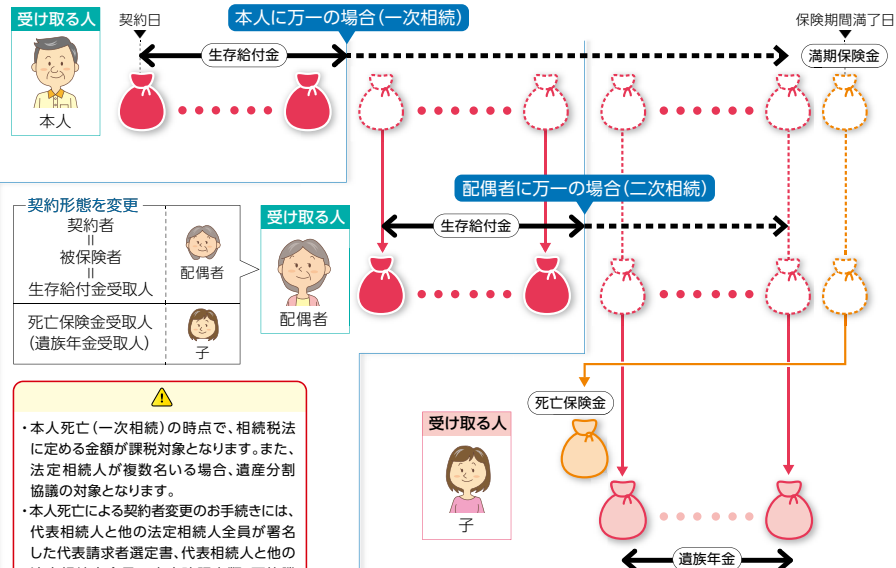 受け取る人
本人
契約日
本人に万一の場合(一次相続)
保険期間満了日
生存給付金
満期保険金
配偶者に万一の場合(二次相続)
契約形態を変更
契約者
=
被保険者
=
生存給付金受取人
配偶者
死亡保険金受取人
(遺族年金受取人)
子
受け取る人
配偶者
生存給付金
・本人死亡(一次相続)の時点で、相続税法
に定める金額が課税対象となります。また、
法定相続人が複数名いる場合、遺産分割
協議の対象となります。
・本人死亡による契約者変更のお手続きには、
代表相続人と他の法定相続人全員が署名
した代表請求者選定書、代表相続人と他の
死亡保険金
受け取る人
子
遺族年金